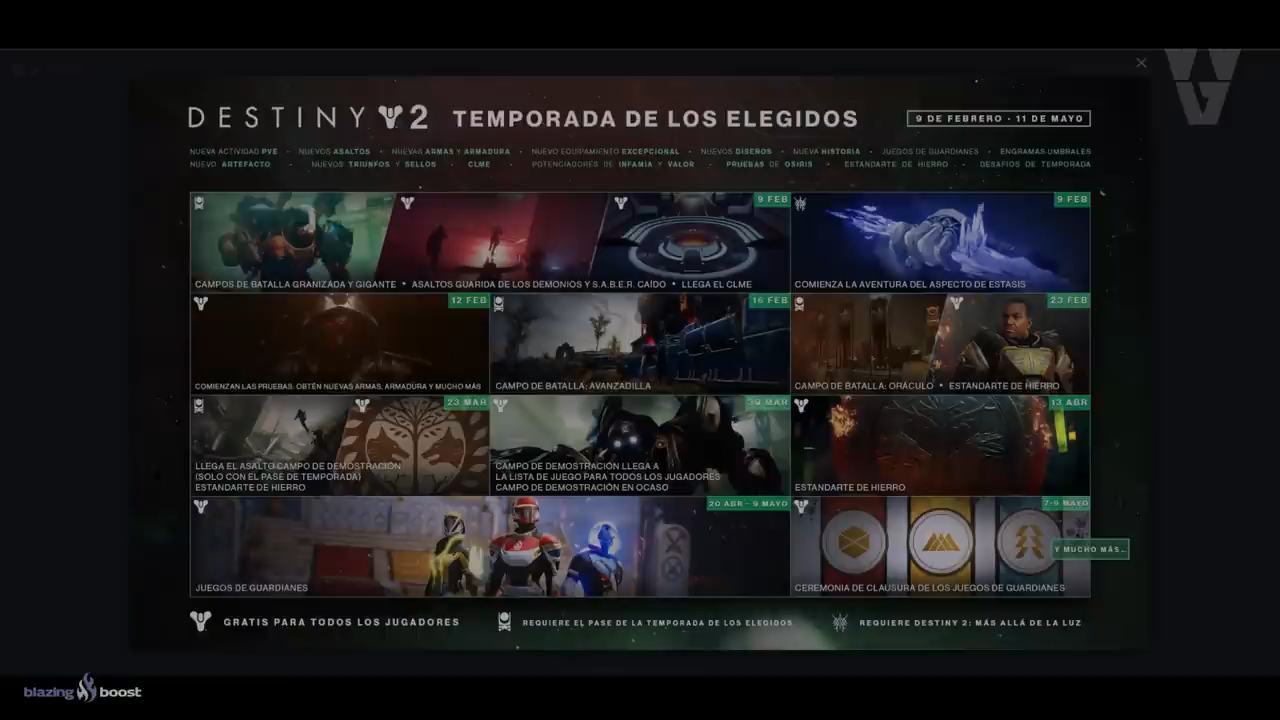 DESTINY 2 TEMPORADA DE LOS ELEGIDOS
9 DE FEBRERO - 11 DE MAYO
NUEVA ACTIVIDAD PVE • NUEVOS ASALTOS • NUEVAS ARMAS Y ARMADURA • NUEVO EQUIPAMIENTO EXCEPCIONAL • NUEVOS DISEÑOS • NUEVA HISTORIA • JUEGOS DE GUARDIANES • ENGRAMAS UMBRALES
NUEVO ARTEFACTO • NUEVOS TRIUNFOS Y SELLOS • CLME • POTENCIADORES DE INFAMIA Y VALOR • PRUEBAS DE OSIRIS • ESTANDARTE DE HIERRO • DESAFÍOS DE TEMPORADA
9 FEB
CAMPOS DE BATALLA GRANIZADA Y GIGANTE • ASALTOS GUARIDA DE LOS DEMONIOS Y S.A.B.E.R. CAÍDO • LLEGA EL CLME
9 FEB
COMIENZA LA AVENTURA DEL ASPECTO DE ESTASIS
12 FEB
COMIENZAN LAS PRUEBAS. OBTÉN NUEVAS ARMAS, ARMADURA Y MUCHO MÁS
16 FEB
CAMPO DE BATALLA: AVANZADILLA
23 FEB
CAMPO DE BATALLA: ORÁCULO • ESTANDARTE DE HIERRO
23 MAR
LLEGA EL ASALTO CAMPO DE DEMOSTRACIÓN
(SOLO CON EL PASE DE TEMPORADA)
ESTANDARTE DE HIERRO
30 MAR
CAMPO DE DEMOSTRACIÓN LLEGA A
LA LISTA DE JUEGO PARA TODOS LOS JUGADORES
CAMPO DE DEMOSTRACIÓN EN OCASO
13 ABR
ESTANDARTE DE HIERRO
20 ABR - 9 MAYO
JUEGOS DE GUARDIANES
7-9 MAYO
CEREMONIA DE CLAUSURA DE LOS JUEGOS DE GUARDIANES
Y MUCHO MÁS...
GRATIS PARA TODOS LOS JUGADORES
REQUIERE EL PASE DE LA TEMPORADA DE LOS ELEGIDOS
REQUIERE DESTINY 2: MÁS ALLÁ DE LA LUZ
blazing boost